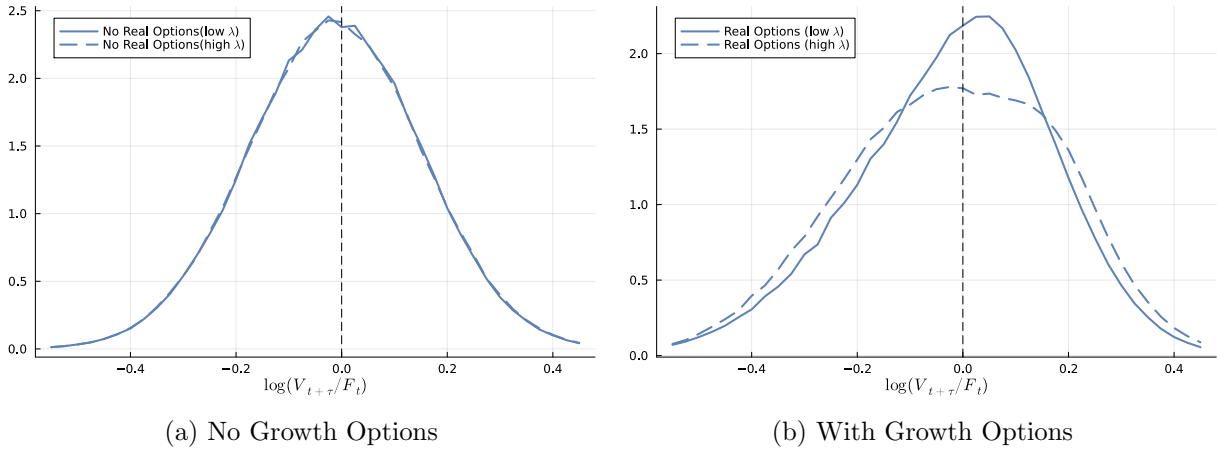 2.5
2.0
1.5
1.0
0.5
0.0
No Real Options(low λ)
No Real Options(high λ)
−0.4 −0.2 0.0 0.2 0.4
log(V_{t+τ}/F_t)
(a) No Growth Options
2.0
1.5
1.0
0.5
0.0
Real Options (low λ)
Real Options (high λ)
−0.4 −0.2 0.0 0.2 0.4
log(V_{t+τ}/F_t)
(b) With Growth Options